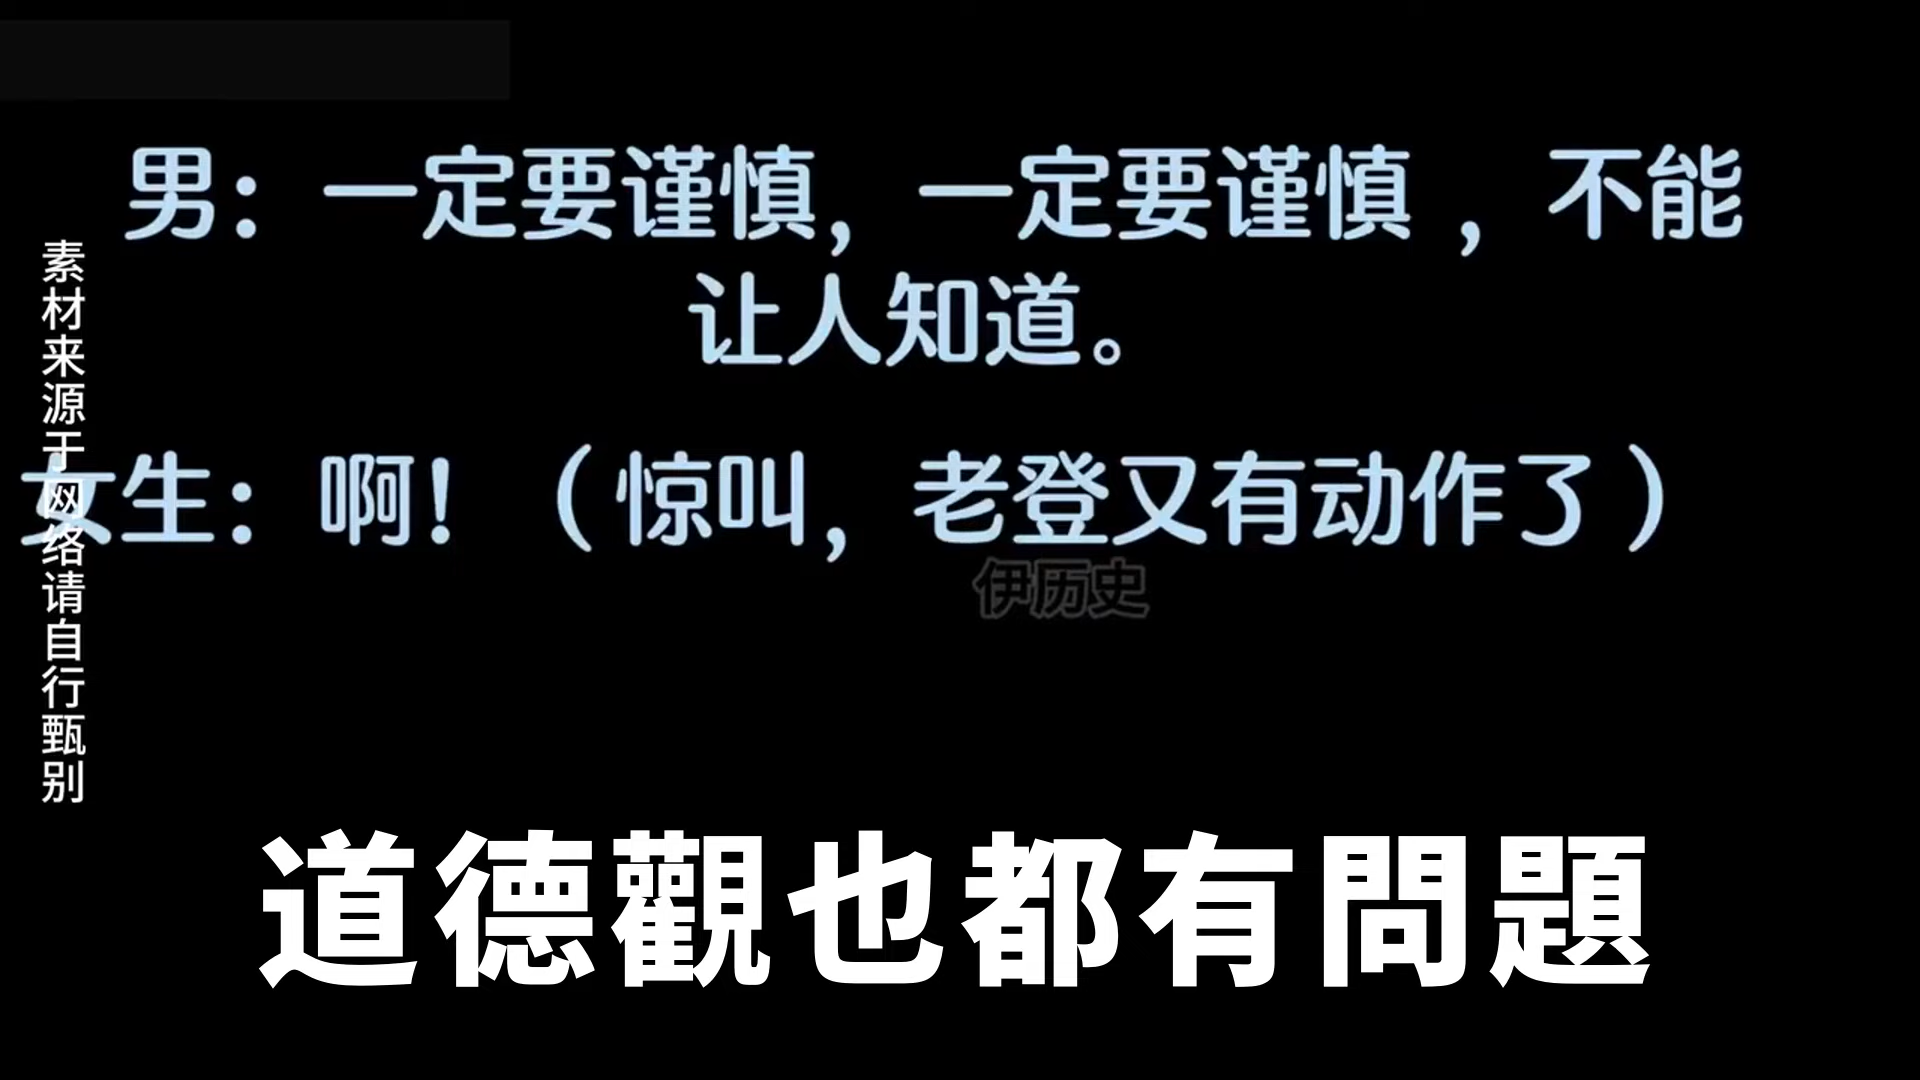 男：一定要谨慎，一定要谨慎，不能
让人知道。
女生：啊！（惊叫，老登又有动作了）
伊历史
素材来源于网络请自行甄别
道德觀也都有問題